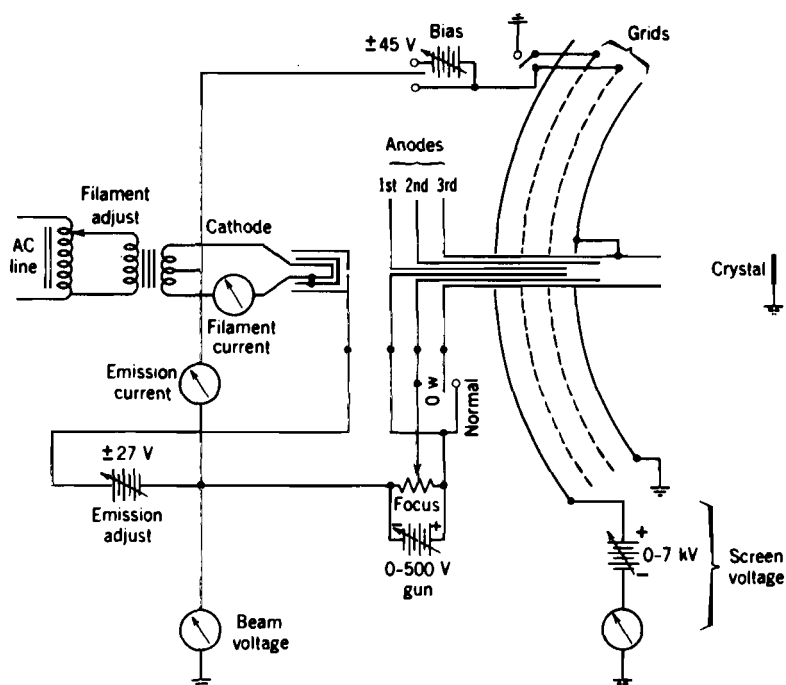 Bias
±45 V
Grids
Anodes
1st 2nd 3rd
Filament
adjust
Cathode
AC
line
Crystal
Filament
current
Emission
current
0 w
Normal
±27 V
Emission
adjust
Focus
- +
0-500 V
gun
+
0-7 kV
-
Screen
voltage
Beam
voltage